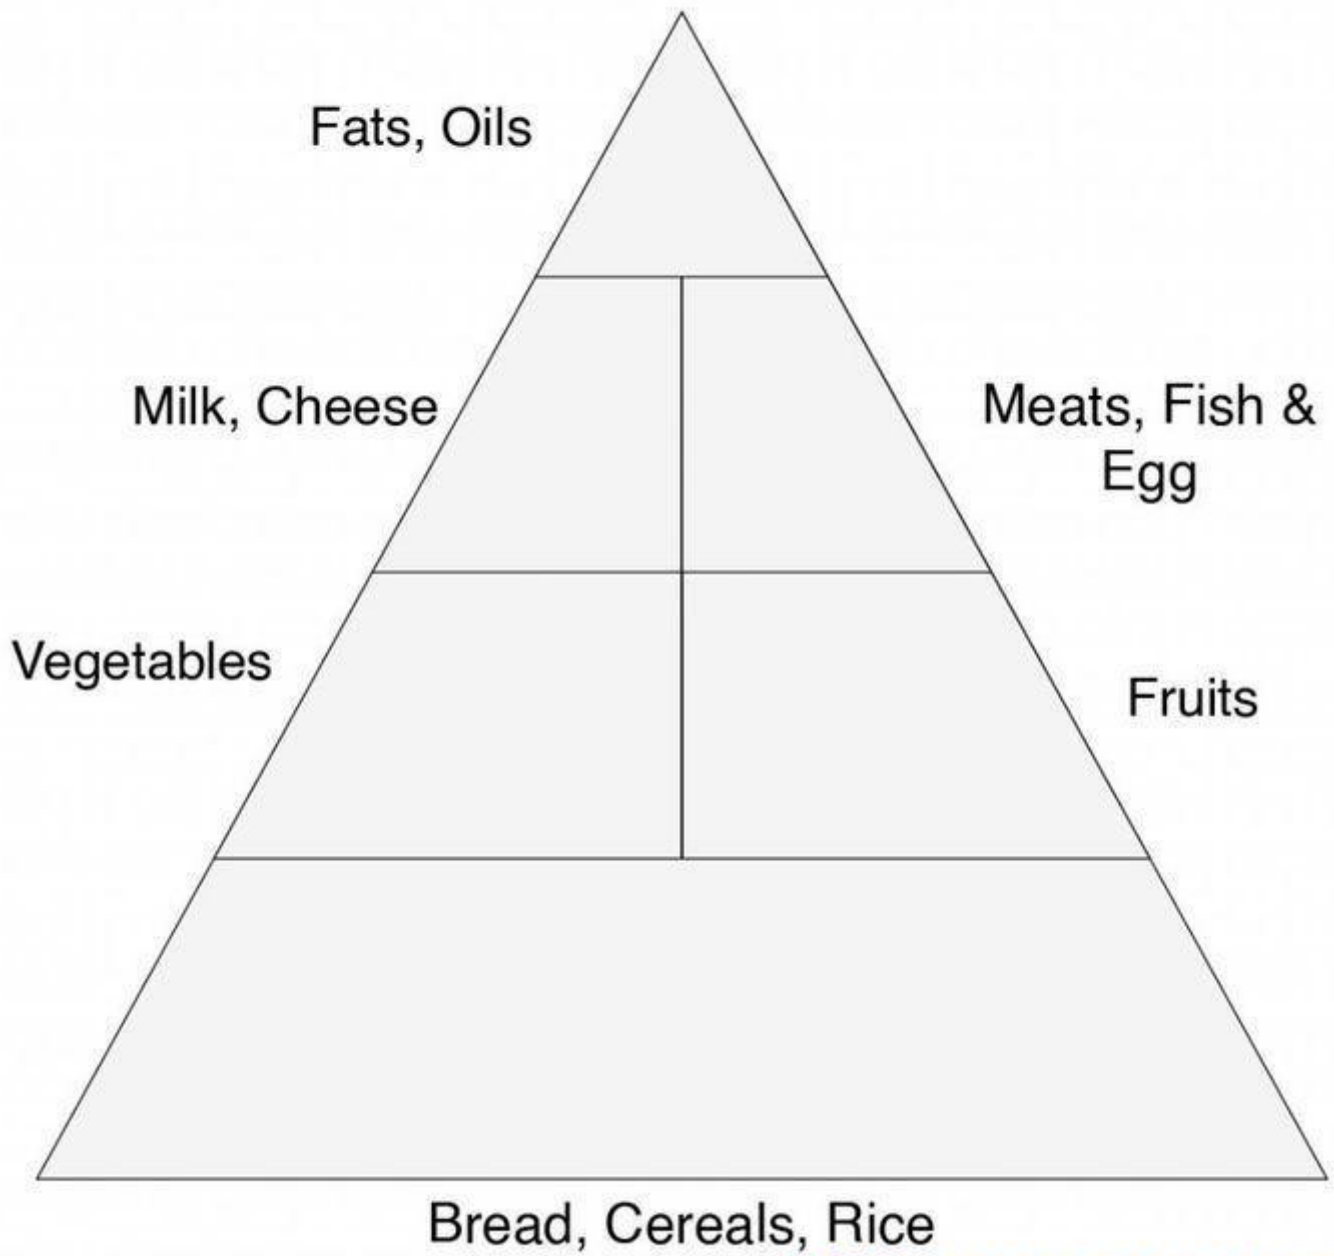 Fats, Oils
Milk, Cheese
Meats, Fish &
Egg
Vegetables
Fruits
Bread, Cereals, Rice